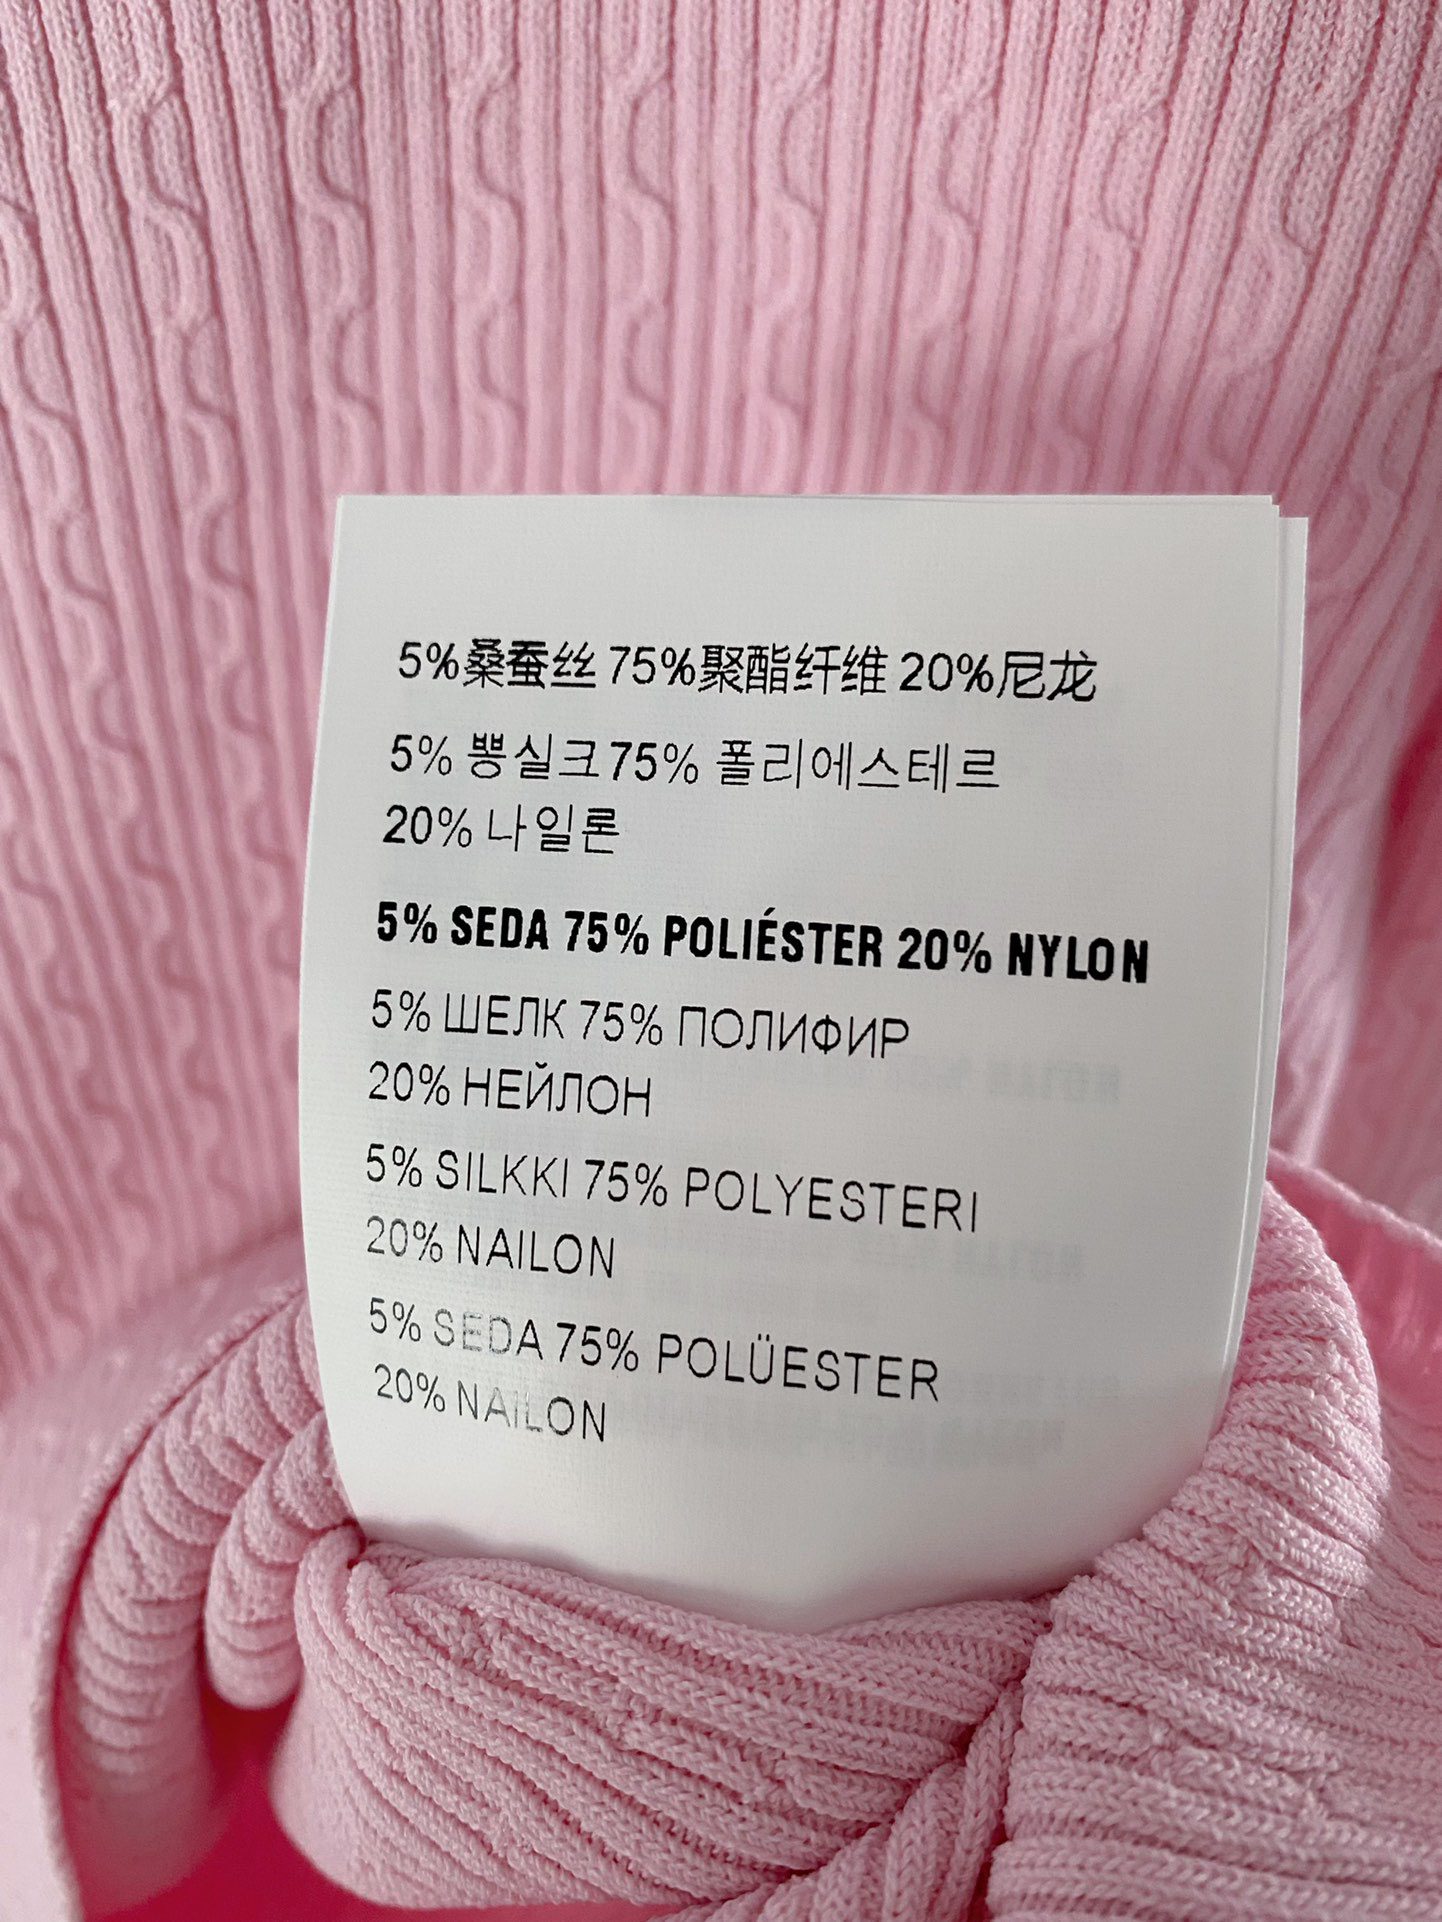 5%桑蚕丝 75%聚酯纤维 20%尼龙
5% 뽕실크 75% 폴리에스테르
20% 나일론
5% SEDA 75% POLIÉSTER 20% NYLON
5% ШЕЛК 75% ПОЛИФИР
20% НЕЙЛОН
5% SILKKI 75% POLYESTERI
20% NAILON
5% SEDA 75% POLÜESTER
20% NAILON